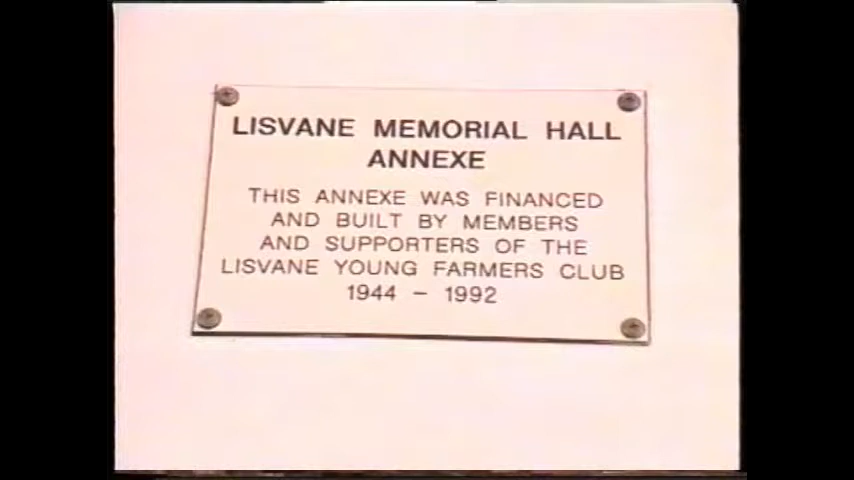 LISVANE MEMORIAL HALL
ANNEXE
THIS ANNEXE WAS FINANCED
AND BUILT BY MEMBERS
AND SUPPORTERS OF THE
LISVANE YOUNG FARMERS CLUB
1944 - 1992